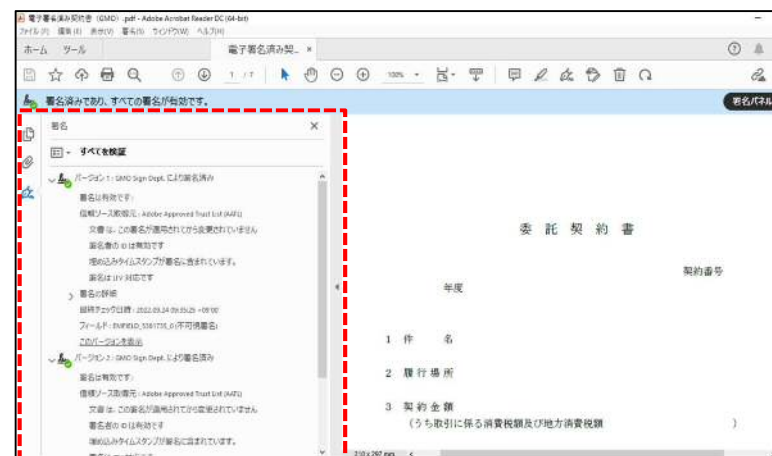 電子署名済み契約書 (GMO) .pdf - Adobe Acrobat Reader DC (64-bit)
ファイル(F) 編集(E) 表示(V) 署名(S) ウィンドウ(W) ヘルプ(H)
ホーム ツール 電子署名済み契... ×
1 / 7 100%
署名済みであり、すべての署名が有効です。
署名パネル
署名 ×
すべてを検証
バージョン 1 : GMO Sign Dept. により署名済み
署名は有効です :
信頼ソース取得元 : Adobe Approved Trust List (AATL)
文書は、この署名が適用されてから変更されていません
署名者の ID は有効です
埋め込みタイムスタンプが署名に含まれています。
署名は LTV 対応です
署名の詳細
最終チェック日時 : 2022.09.24 09:35:25 +09'00'
このバージョンを表示
バージョン 2 : GMO Sign Dept. により署名済み
署名は有効です :
信頼ソース取得元 : Adobe Approved Trust List (AATL)
文書は、この署名が適用されてから変更されていません
署名者の ID は有効です
埋め込みタイムスタンプが署名に含まれています。
委 託 契 約 書
契約番号
年度
1 件 名
2 履行場所
3 契約金額
(うち取引に係る消費税額及び地方消費税額 )
210 x 297 mm